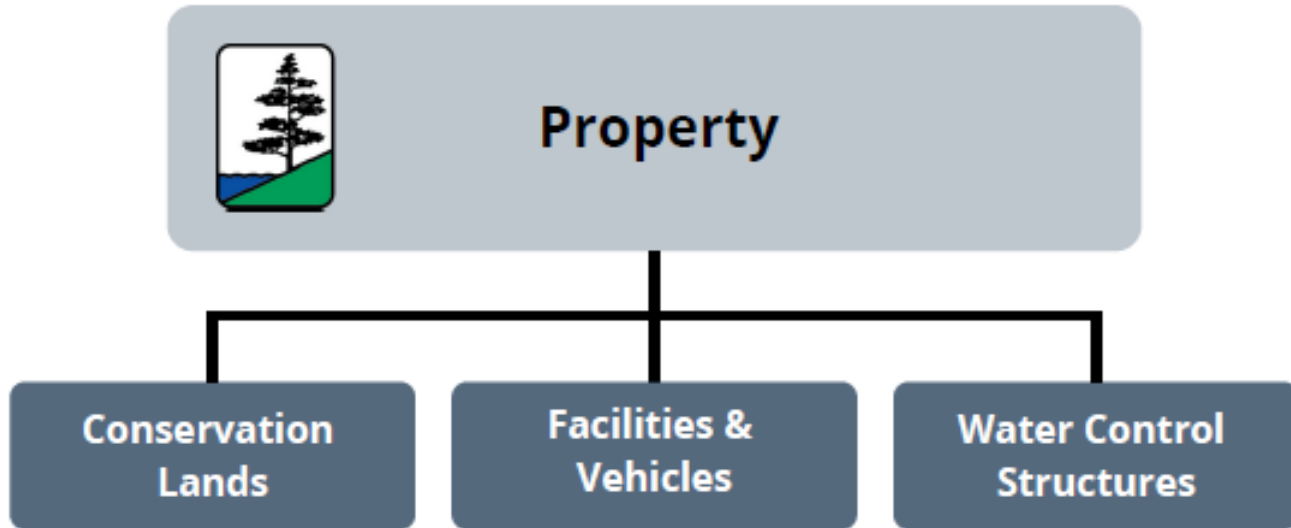 Property
Conservation
Lands
Facilities &
Vehicles
Water Control
Structures